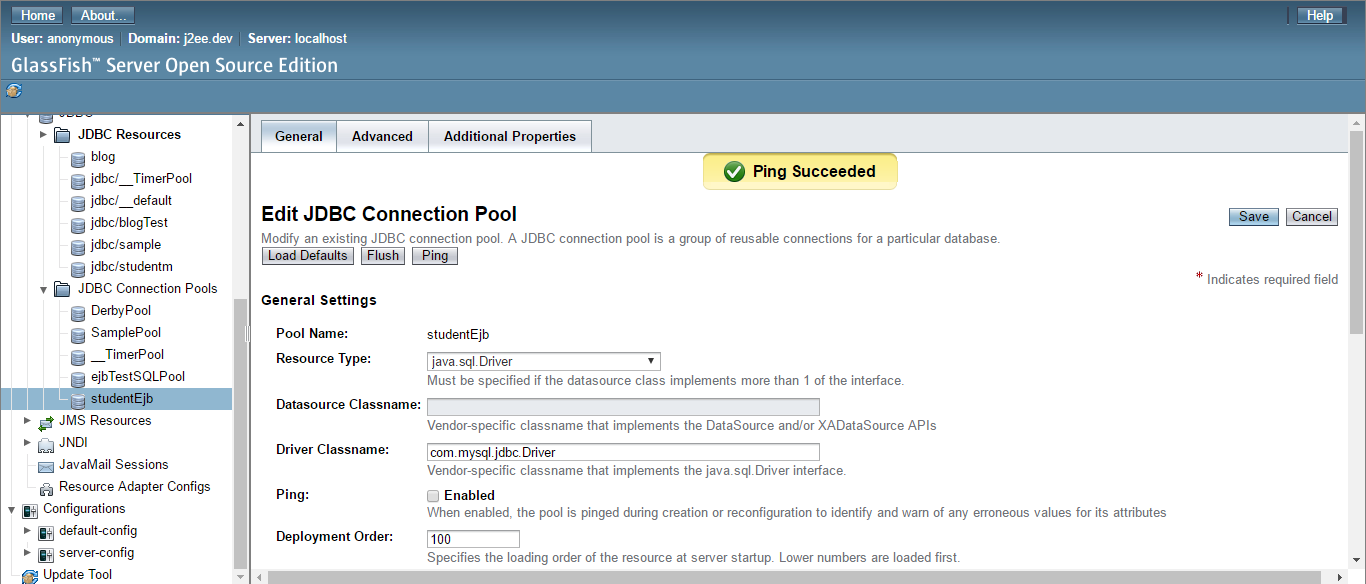 Home About... Help
User: anonymous Domain: j2ee.dev Server: localhost
GlassFish™ Server Open Source Edition
JDBC
JDBC Resources
blog
jdbc/__TimerPool
jdbc/__default
jdbc/blogTest
jdbc/sample
jdbc/studentm
JDBC Connection Pools
DerbyPool
SamplePool
__TimerPool
ejbTestSQLPool
studentEjb
JMS Resources
JNDI
JavaMail Sessions
Resource Adapter Configs
Configurations
default-config
server-config
Update Tool
General Advanced Additional Properties
Ping Succeeded
Edit JDBC Connection Pool
Save Cancel
Modify an existing JDBC connection pool. A JDBC connection pool is a group of reusable connections for a particular database.
Load Defaults Flush Ping
* Indicates required field
General Settings
Pool Name: studentEjb
Resource Type: java.sql.Driver
Must be specified if the datasource class implements more than 1 of the interface.
Datasource Classname:
Vendor-specific classname that implements the DataSource and/or XADataSource APIs
Driver Classname: com.mysql.jdbc.Driver
Vendor-specific classname that implements the java.sql.Driver interface.
Ping: Enabled
When enabled, the pool is pinged during creation or reconfiguration to identify and warn of any erroneous values for its attributes
Deployment Order: 100
Specifies the loading order of the resource at server startup. Lower numbers are loaded first.